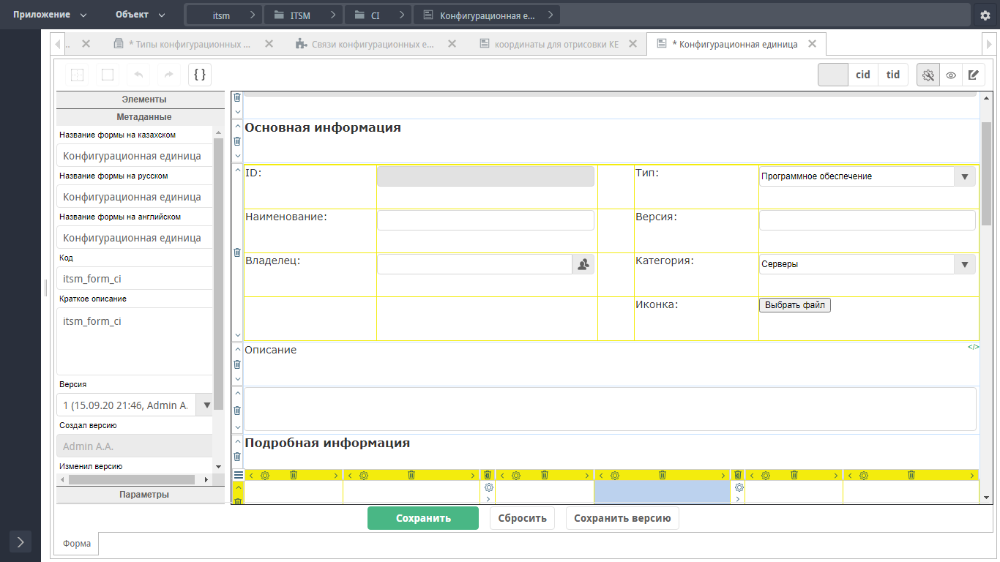 Приложение
Объект
itsm
ITSM
CI
Конфигурационная е...
..
* Типы конфигурационных ...
Связи конфигурационных е...
координаты для отрисовки КЕ
* Конфигурационная единица
{ }
cid
tid
Элементы
Метаданные
Название формы на казахском
Конфигурационная единица
Название формы на русском
Конфигурационная единица
Название формы на английском
Конфигурационная единица
Код
itsm_form_ci
Краткое описание
itsm_form_ci
Версия
1 (15.09.20 21:46, Admin A.
Создал версию
Admin A.A.
Изменил версию
Параметры
Основная информация
ID:
Тип:
Программное обеспечение
Наименование:
Версия:
Владелец:
Категория:
Серверы
Иконка:
Выбрать файл
Описание
</>
Подробная информация
Сохранить
Сбросить
Сохранить версию
Форма